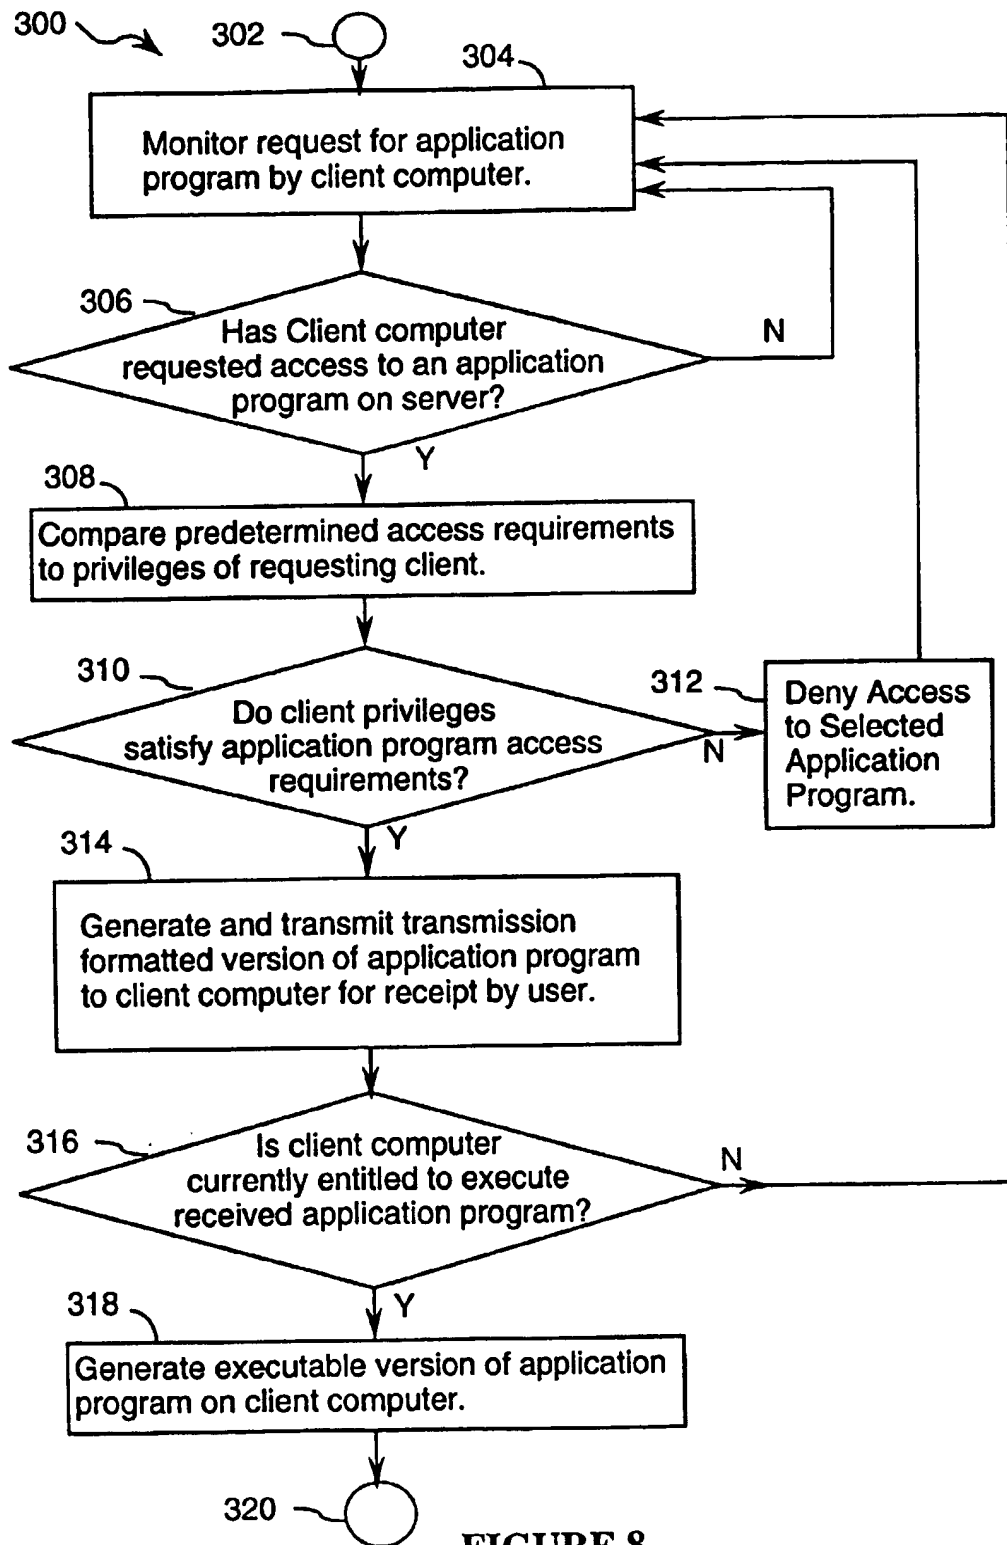 300
302
304
Monitor request for application
program by client computer.
306
Has Client computer
requested access to an application
program on server?
N
Y
308
Compare predetermined access requirements
to privileges of requesting client.
310
Do client privileges
satisfy application program access
requirements?
N
312
Deny Access
to Selected
Application
Program.
Y
314
Generate and transmit transmission
formatted version of application program
to client computer for receipt by user.
316
Is client computer
currently entitled to execute
received application program?
N
Y
318
Generate executable version of application
program on client computer.
320
FIGURE 8